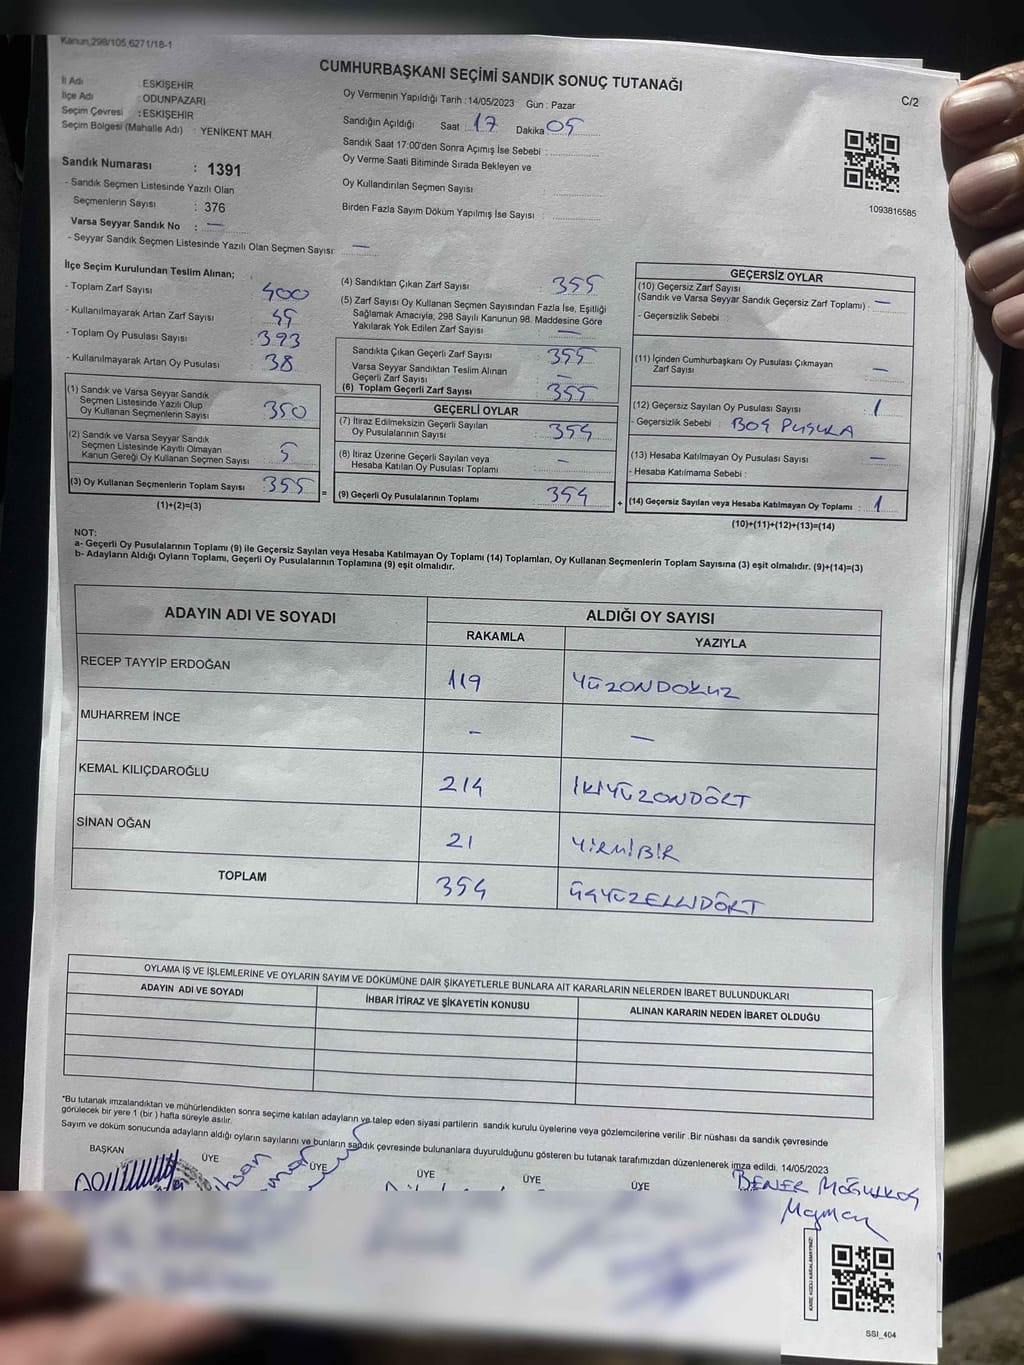 Kanun,298/105,6271/18-1
CUMHURBAŞKANI SEÇİMİ SANDIK SONUÇ TUTANAĞI
C/2
İl Adı : ESKİŞEHİR
İlçe Adı : ODUNPAZARI
Seçim Çevresi : ESKİŞEHİR
Seçim Bölgesi (Mahalle Adı) : YENİKENT MAH.
Oy Vermenin Yapıldığı Tarih : 14/05/2023 Gün : Pazar
Sandığın Açıldığı Saat : 17 Dakika 05
Sandık Saat 17:00'den Sonra Açımış İse Sebebi :
Oy Verme Saati Bitiminde Sırada Bekleyen ve
Oy Kullandırılan Seçmen Sayısı
Birden Fazla Sayım Döküm Yapılmış İse Sayısı :
1093816585
Sandık Numarası : 1391
- Sandık Seçmen Listesinde Yazılı Olan
Seçmenlerin Sayısı : 376
Varsa Seyyar Sandık No : —
- Seyyar Sandık Seçmen Listesinde Yazılı Olan Seçmen Sayısı: —
İlçe Seçim Kurulundan Teslim Alınan;
- Toplam Zarf Sayısı : 400
- Kullanılmayarak Artan Zarf Sayısı : 45
- Toplam Oy Pusulası Sayısı : 393
- Kullanılmayarak Artan Oy Pusulası : 38
(1) Sandık ve Varsa Seyyar Sandık
Seçmen Listesinde Yazılı Olup
Oy Kullanan Seçmenlerin Sayısı : 350
(2) Sandık ve Varsa Seyyar Sandık
Seçmen Listesinde Kayıtlı Olmayan
Kanun Gereği Oy Kullanan Seçmen Sayısı : 5
(3) Oy Kullanan Seçmenlerin Toplam Sayısı : 355
(1)+(2)=(3)
=
(4) Sandıktan Çıkan Zarf Sayısı : 355
(5) Zarf Sayısı Oy Kullanan Seçmen Sayısından Fazla İse, Eşitliği
Sağlamak Amacıyla, 298 Sayılı Kanunun 98. Maddesine Göre
Yakılarak Yok Edilen Zarf Sayısı : —
Sandıkta Çıkan Geçerli Zarf Sayısı : 355
Varsa Seyyar Sandıktan Teslim Alınan
Geçerli Zarf Sayısı : —
(6) Toplam Geçerli Zarf Sayısı : 355
GEÇERLİ OYLAR
(7) İtiraz Edilmeksizin Geçerli Sayılan
Oy Pusulalarının Sayısı : 354
(8) İtiraz Üzerine Geçerli Sayılan veya
Hesaba Katılan Oy Pusulası Toplamı : —
(9) Geçerli Oy Pusulalarının Toplamı : 354
+
GEÇERSİZ OYLAR
(10) Geçersiz Zarf Sayısı
(Sandık ve Varsa Seyyar Sandık Geçersiz Zarf Toplamı) : —
- Geçersizlik Sebebi :
(11) İçinden Cumhurbaşkanı Oy Pusulası Çıkmayan
Zarf Sayısı : —
(12) Geçersiz Sayılan Oy Pusulası Sayısı : 1
- Geçersizlik Sebebi : BOŞ PUSULA
(13) Hesaba Katılmayan Oy Pusulası Sayısı : —
- Hesaba Katılmama Sebebi :
(14) Geçersiz Sayılan veya Hesaba Katılmayan Oy Toplamı : 1
(10)+(11)+(12)+(13)=(14)
NOT:
a- Geçerli Oy Pusulalarının Toplamı (9) ile Geçersiz Sayılan veya Hesaba Katılmayan Oy Toplamı (14) Toplamları, Oy Kullanan Seçmenlerin Toplam Sayısına (3) eşit olmalıdır. (9)+(14)=(3)
b- Adayların Aldığı Oyların Toplamı, Geçerli Oy Pusulalarının Toplamına (9) eşit olmalıdır.
ADAYIN ADI VE SOYADI ALDIĞI OY SAYISI
RAKAMLA YAZIYLA
RECEP TAYYİP ERDOĞAN 119 YÜZONDOKUZ
MUHARREM İNCE — —
KEMAL KILIÇDAROĞLU 214 İKİYÜZONDÖRT
SİNAN OĞAN 21 YİRMİBİR
TOPLAM 354 ÜÇYÜZELLİDÖRT
OYLAMA İŞ VE İŞLEMLERİNE VE OYLARIN SAYIM VE DÖKÜMÜNE DAİR ŞİKAYETLERLE BUNLARA AİT KARARLARIN NELERDEN İBARET BULUNDUKLARI
ADAYIN ADI VE SOYADI İHBAR İTİRAZ VE ŞİKAYETİN KONUSU ALINAN KARARIN NEDEN İBARET OLDUĞU
*Bu tutanak imzalandıktan ve mühürlendikten sonra seçime katılan adayların ve talep eden siyasi partilerin sandık kurulu üyelerine veya gözlemcilerine verilir .Bir nüshası da sandık çevresinde
görülecek bir yere 1 (bir ) hafta süreyle asılır.
Sayım ve döküm sonucunda adayların aldığı oyların sayılarını ve bunların sandık çevresinde bulunanlara duyurulduğunu gösteren bu tutanak tarafımızdan düzenlenerek imza edildi. 14/05/2023
BAŞKAN ÜYE ÜYE ÜYE ÜYE ÜYE
BENER
SSI_404